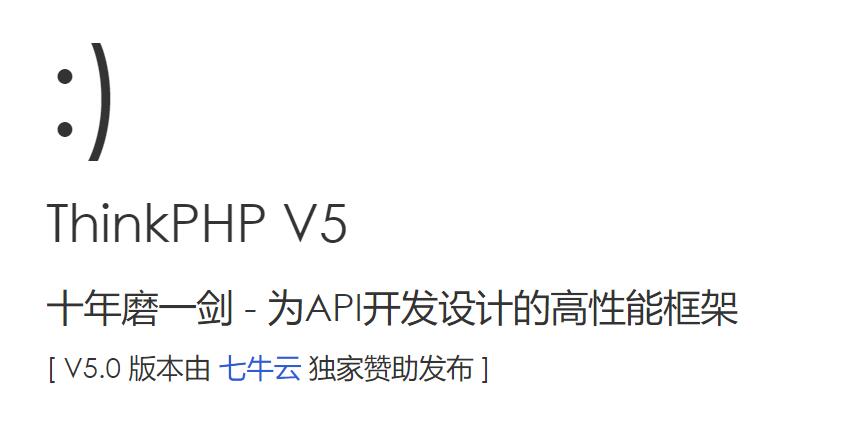 :)
ThinkPHP V5
十年磨一剑 - 为API开发设计的高性能框架
[ V5.0 版本由 七牛云 独家赞助发布 ]